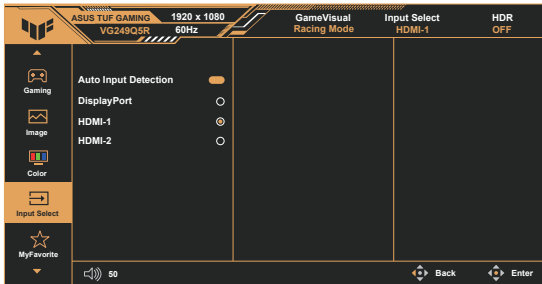 ASUS TUF GAMING 1920 x 1080 GameVisual Input Select HDR
VG249Q5R 60Hz Racing Mode HDMI-1 OFF
Gaming
Image
Color
Input Select
MyFavorite
Auto Input Detection
DisplayPort
HDMI-1
HDMI-2
50 Back Enter